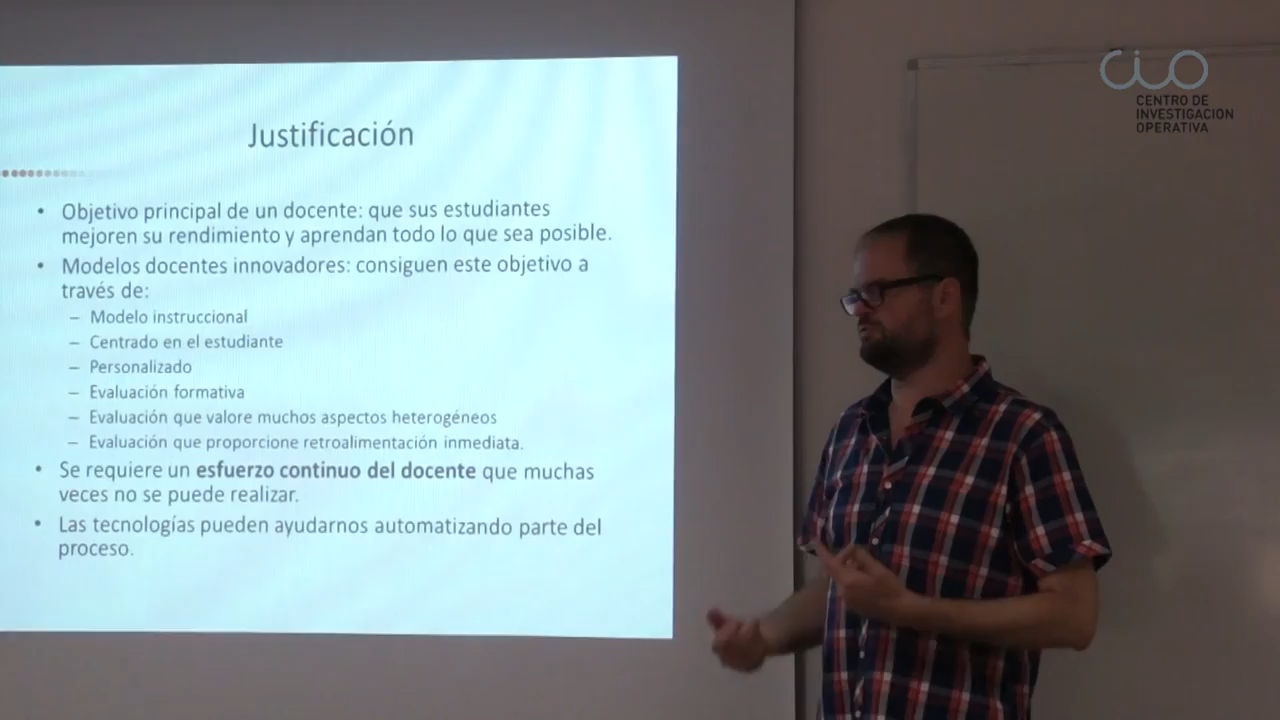 Justificación
• Objetivo principal de un docente: que sus estudiantes
mejoren su rendimiento y aprendan todo lo que sea posible.
• Modelos docentes innovadores: consiguen este objetivo a
través de:
– Modelo instruccional
– Centrado en el estudiante
– Personalizado
– Evaluación formativa
– Evaluación que valore muchos aspectos heterogéneos
– Evaluación que proporcione retroalimentación inmediata.
• Se requiere un esfuerzo continuo del docente que muchas
veces no se puede realizar.
• Las tecnologías pueden ayudarnos automatizando parte del
proceso.
CIO
CENTRO DE
INVESTIGACION
OPERATIVA